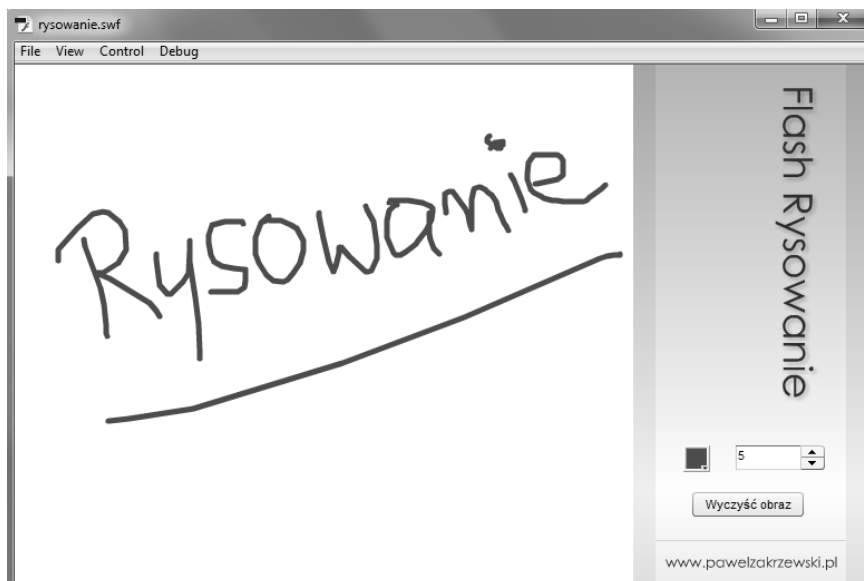 rysowanie.swf
File View Control Debug
Rysowanie
Flash Rysowanie
5
Wyczyść obraz
www.pawelzakrzewski.pl